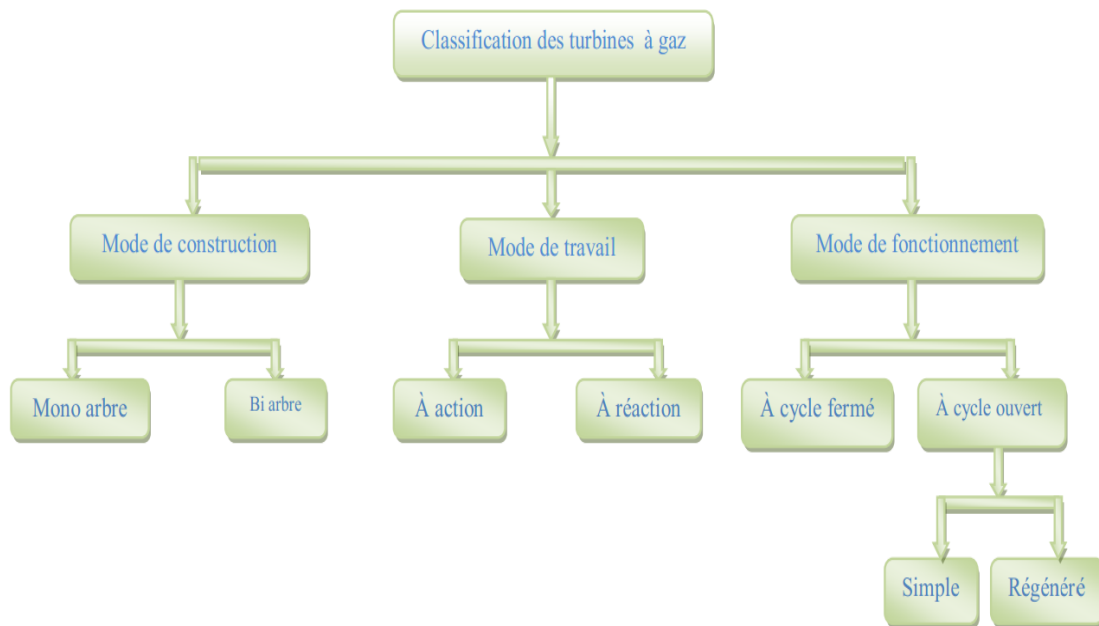 Classification des turbines à gaz
Mode de construction
Mode de travail
Mode de fonctionnement
Mono arbre
Bi arbre
À action
À réaction
À cycle fermé
À cycle ouvert
Simple
Régénéré